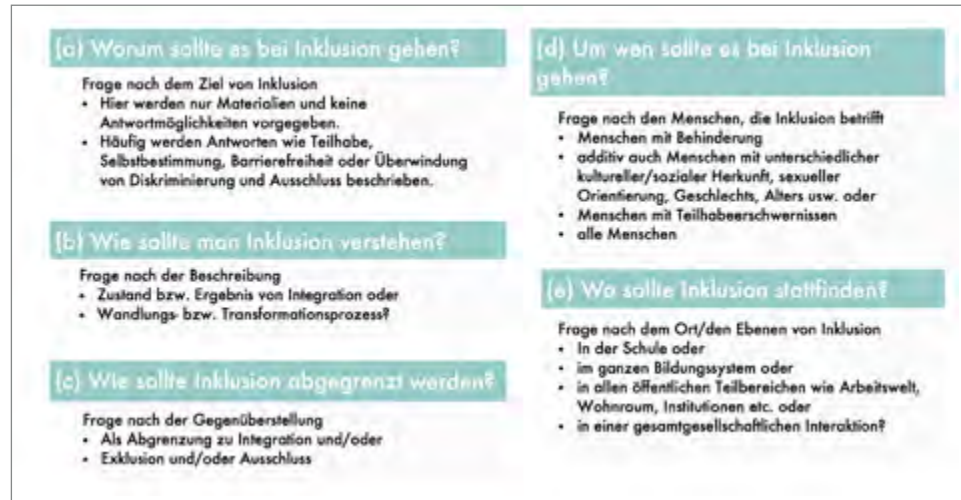 (a) Worum sollte es bei Inklusion gehen?
Frage nach dem Ziel von Inklusion
• Hier werden nur Materialien und keine
Antwortmöglichkeiten vorgegeben.
• Häufig werden Antworten wie Teilhabe,
Selbstbestimmung, Barrierefreiheit oder Überwindung
von Diskriminierung und Ausschluss beschrieben.
(b) Wie sollte man Inklusion verstehen?
Frage nach der Beschreibung
• Zustand bzw. Ergebnis von Integration oder
• Wandlungs- bzw. Transformationsprozess?
(c) Wie sollte Inklusion abgegrenzt werden?
Frage nach der Gegenüberstellung
• Als Abgrenzung zu Integration und/oder
• Exklusion und/oder Ausschluss
(d) Um wen sollte es bei Inklusion
gehen?
Frage nach den Menschen, die Inklusion betrifft
• Menschen mit Behinderung
• additiv auch Menschen mit unterschiedlicher
kultureller/sozialer Herkunft, sexueller
Orientierung, Geschlechts, Alters usw. oder
• Menschen mit Teilhabeerschwernissen
• alle Menschen
(e) Wo sollte Inklusion stattfinden?
Frage nach dem Ort/den Ebenen von Inklusion
• In der Schule oder
• im ganzen Bildungssystem oder
• in allen öffentlichen Teilbereichen wie Arbeitswelt,
Wohnraum, Institutionen etc. oder
• in einer gesamtgesellschaftlichen Interaktion?